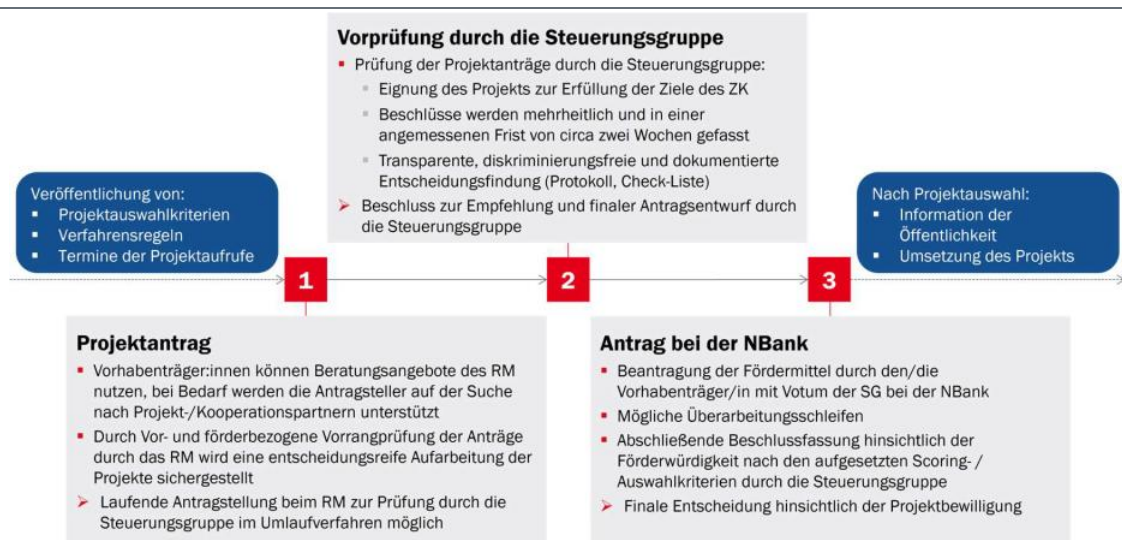 Vorprüfung durch die Steuerungsgruppe
▪ Prüfung der Projektanträge durch die Steuerungsgruppe:
▪ Eignung des Projekts zur Erfüllung der Ziele des ZK
▪ Beschlüsse werden mehrheitlich und in einer
angemessenen Frist von circa zwei Wochen gefasst
▪ Transparente, diskriminierungsfreie und dokumentierte
Entscheidungsfindung (Protokoll, Check-Liste)
➢ Beschluss zur Empfehlung und finaler Antragsentwurf durch
die Steuerungsgruppe
Veröffentlichung von:
▪ Projektauswahlkriterien
▪ Verfahrensregeln
▪ Termine der Projektaufrufe
Nach Projektauswahl:
▪ Information der
Öffentlichkeit
▪ Umsetzung des Projekts
1
2
3
Projektantrag
▪ Vorhabenträger:innen können Beratungsangebote des RM
nutzen, bei Bedarf werden die Antragsteller auf der Suche
nach Projekt-/Kooperationspartnern unterstützt
▪ Durch Vor- und förderbezogene Vorrangprüfung der Anträge
durch das RM wird eine entscheidungsreife Aufarbeitung der
Projekte sichergestellt
➢ Laufende Antragstellung beim RM zur Prüfung durch die
Steuerungsgruppe im Umlaufverfahren möglich
Antrag bei der NBank
▪ Beantragung der Fördermittel durch den/die
Vorhabenträger/in mit Votum der SG bei der NBank
▪ Mögliche Überarbeitungsschleifen
▪ Abschließende Beschlussfassung hinsichtlich der
Förderwürdigkeit nach den aufgesetzten Scoring- /
Auswahlkriterien durch die Steuerungsgruppe
➢ Finale Entscheidung hinsichtlich der Projektbewilligung